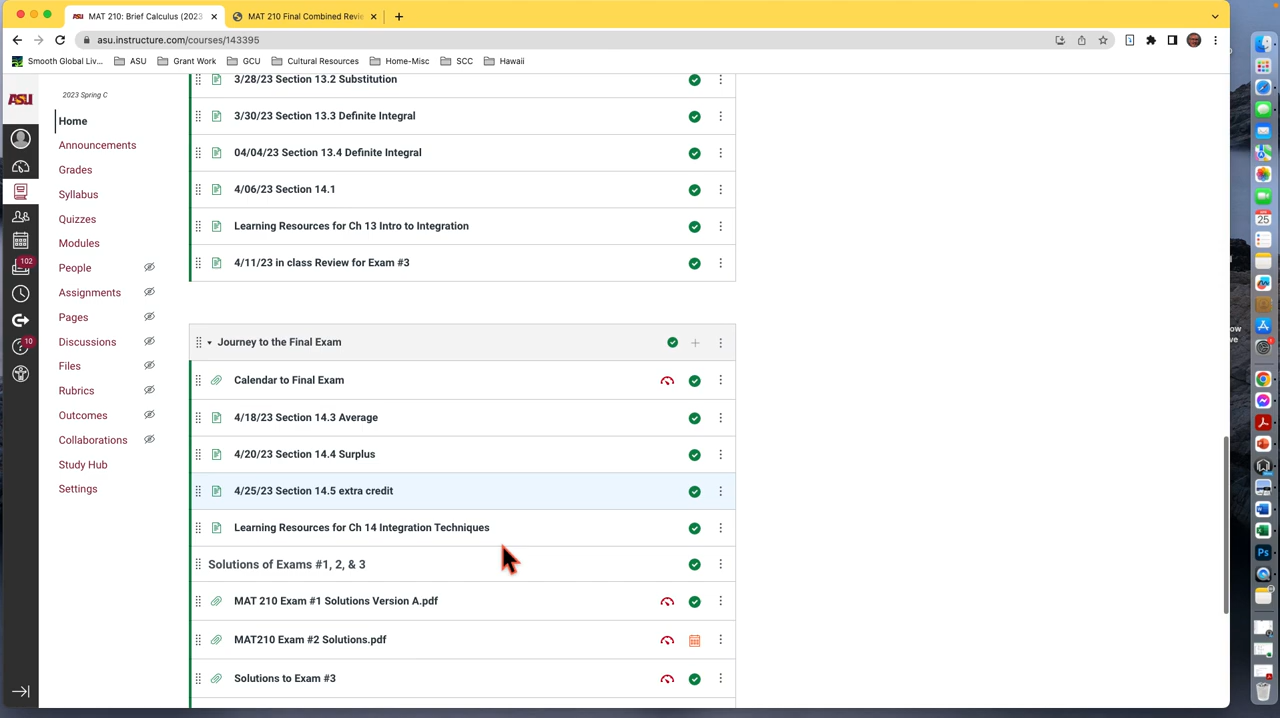 MAT 210: Brief Calculus (2023
MAT 210 Final Combined Revie
asu.instructure.com/courses/143395
Smooth Global Liv...
ASU
Grant Work
GCU
Cultural Resources
Home-Misc
SCC
Hawaii
ASU
102
10
2023 Spring C
Home
Announcements
Grades
Syllabus
Quizzes
Modules
People
Assignments
Pages
Discussions
Files
Rubrics
Outcomes
Collaborations
Study Hub
Settings
3/28/23 Section 13.2 Substitution
3/30/23 Section 13.3 Definite Integral
04/04/23 Section 13.4 Definite Integral
4/06/23 Section 14.1
Learning Resources for Ch 13 Intro to Integration
4/11/23 in class Review for Exam #3
Journey to the Final Exam
Calendar to Final Exam
4/18/23 Section 14.3 Average
4/20/23 Section 14.4 Surplus
4/25/23 Section 14.5 extra credit
Learning Resources for Ch 14 Integration Techniques
Solutions of Exams #1, 2, & 3
MAT 210 Exam #1 Solutions Version A.pdf
MAT210 Exam #2 Solutions.pdf
Solutions to Exam #3
25